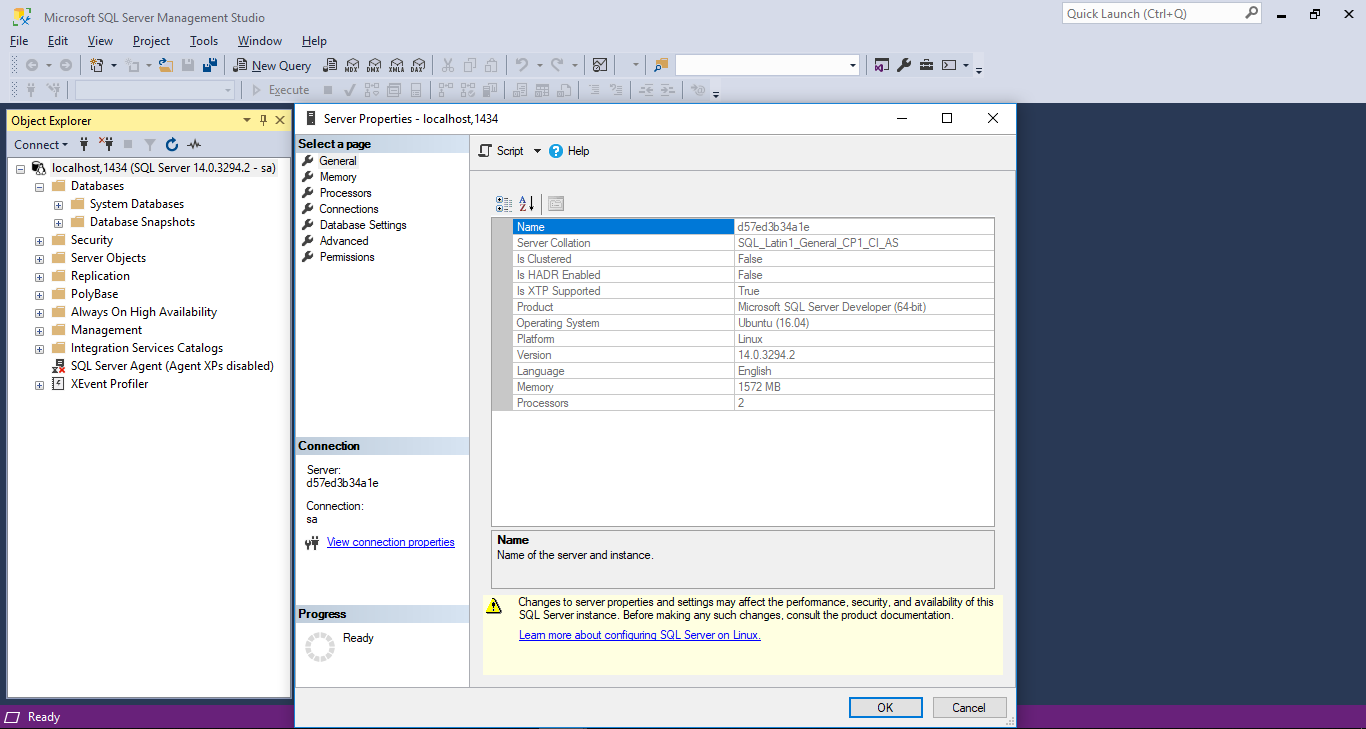 Microsoft SQL Server Management Studio
Quick Launch (Ctrl+Q)
File Edit View Project Tools Window Help
New Query MDX DMX XMLA DAX
Execute
Object Explorer
Connect
localhost,1434 (SQL Server 14.0.3294.2 - sa)
Databases
System Databases
Database Snapshots
Security
Server Objects
Replication
PolyBase
Always On High Availability
Management
Integration Services Catalogs
SQL Server Agent (Agent XPs disabled)
XEvent Profiler
Server Properties - localhost,1434
Select a page
General
Memory
Processors
Connections
Database Settings
Advanced
Permissions
Connection
Server:
d57ed3b34a1e
Connection:
sa
View connection properties
Progress
Ready
Script Help
Name d57ed3b34a1e
Server Collation SQL_Latin1_General_CP1_CI_AS
Is Clustered False
Is HADR Enabled False
Is XTP Supported True
Product Microsoft SQL Server Developer (64-bit)
Operating System Ubuntu (16.04)
Platform Linux
Version 14.0.3294.2
Language English
Memory 1572 MB
Processors 2
Name
Name of the server and instance.
Changes to server properties and settings may affect the performance, security, and availability of this
SQL Server instance. Before making any such changes, consult the product documentation.
Learn more about configuring SQL Server on Linux.
OK Cancel
Ready